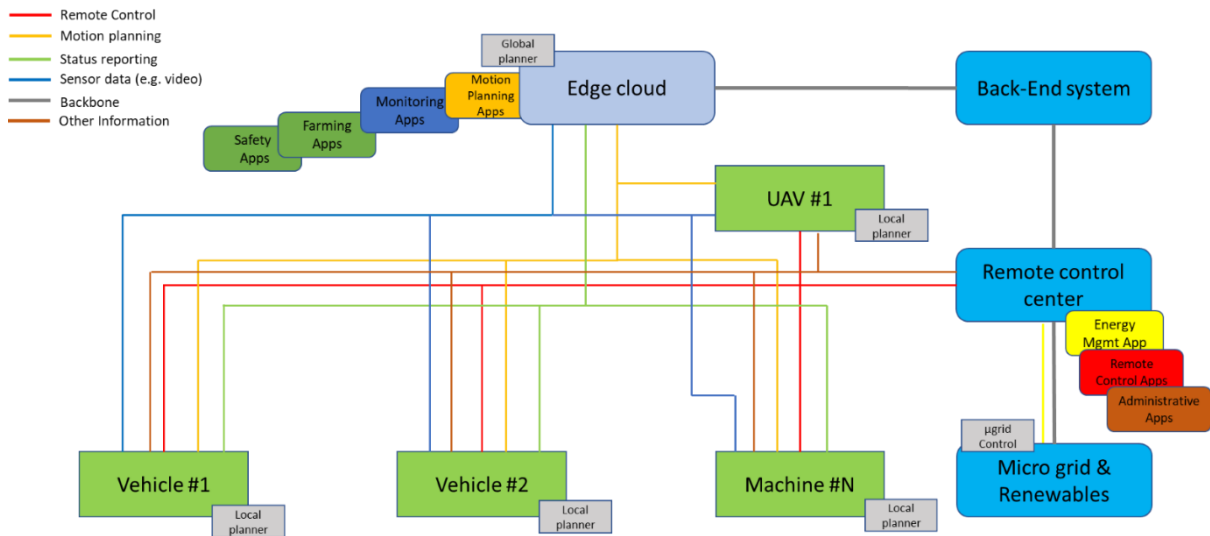 Remote Control
Motion planning
Status reporting
Sensor data (e.g. video)
Backbone
Other Information
Global
planner
Edge cloud
Back-End system
Motion
Planning
Apps
Monitoring
Apps
Farming
Apps
Safety
Apps
UAV #1
Local
planner
Remote control
center
Energy
Mgmt App
Remote
Control Apps
Administrative
Apps
µgrid
Control
Micro grid &
Renewables
Vehicle #1
Local
planner
Vehicle #2
Local
planner
Machine #N
Local
planner